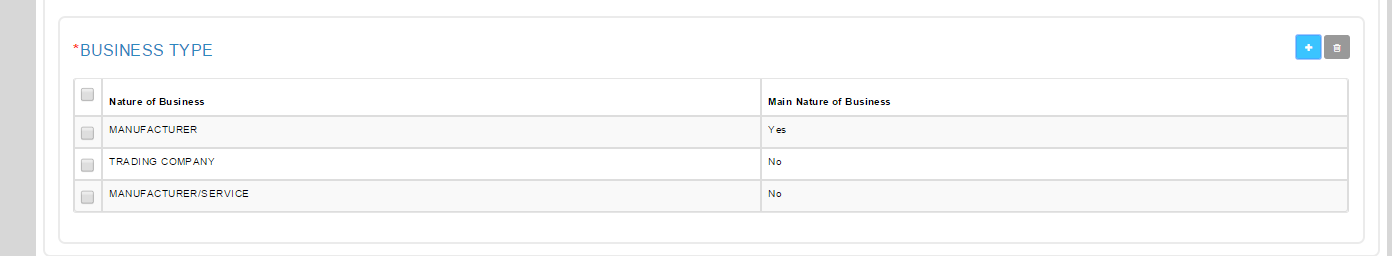 *BUSINESS TYPE
Nature of Business Main Nature of Business
MANUFACTURER Yes
TRADING COMPANY No
MANUFACTURER/SERVICE No